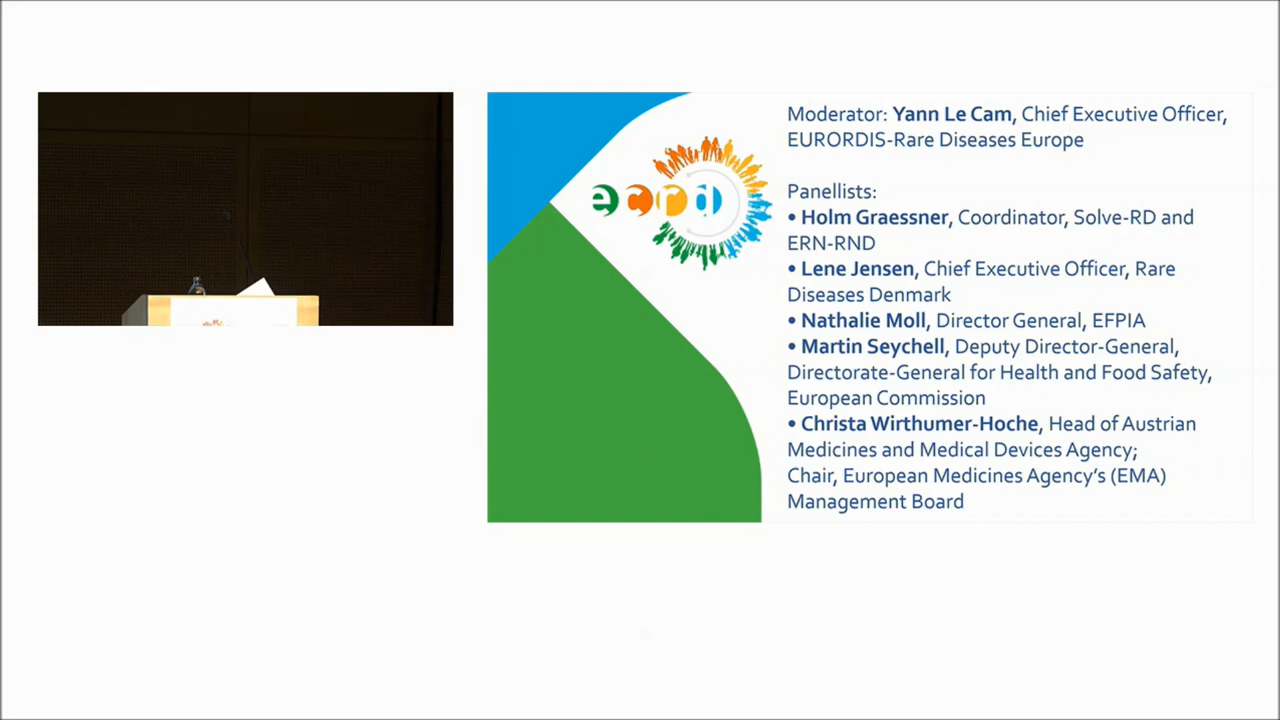 ecrd
Moderator: Yann Le Cam, Chief Executive Officer,
EURORDIS-Rare Diseases Europe
Panellists:
• Holm Graessner, Coordinator, Solve-RD and
ERN-RND
• Lene Jensen, Chief Executive Officer, Rare
Diseases Denmark
• Nathalie Moll, Director General, EFPIA
• Martin Seychell, Deputy Director-General,
Directorate-General for Health and Food Safety,
European Commission
• Christa Wirthumer-Hoche, Head of Austrian
Medicines and Medical Devices Agency;
Chair, European Medicines Agency's (EMA)
Management Board